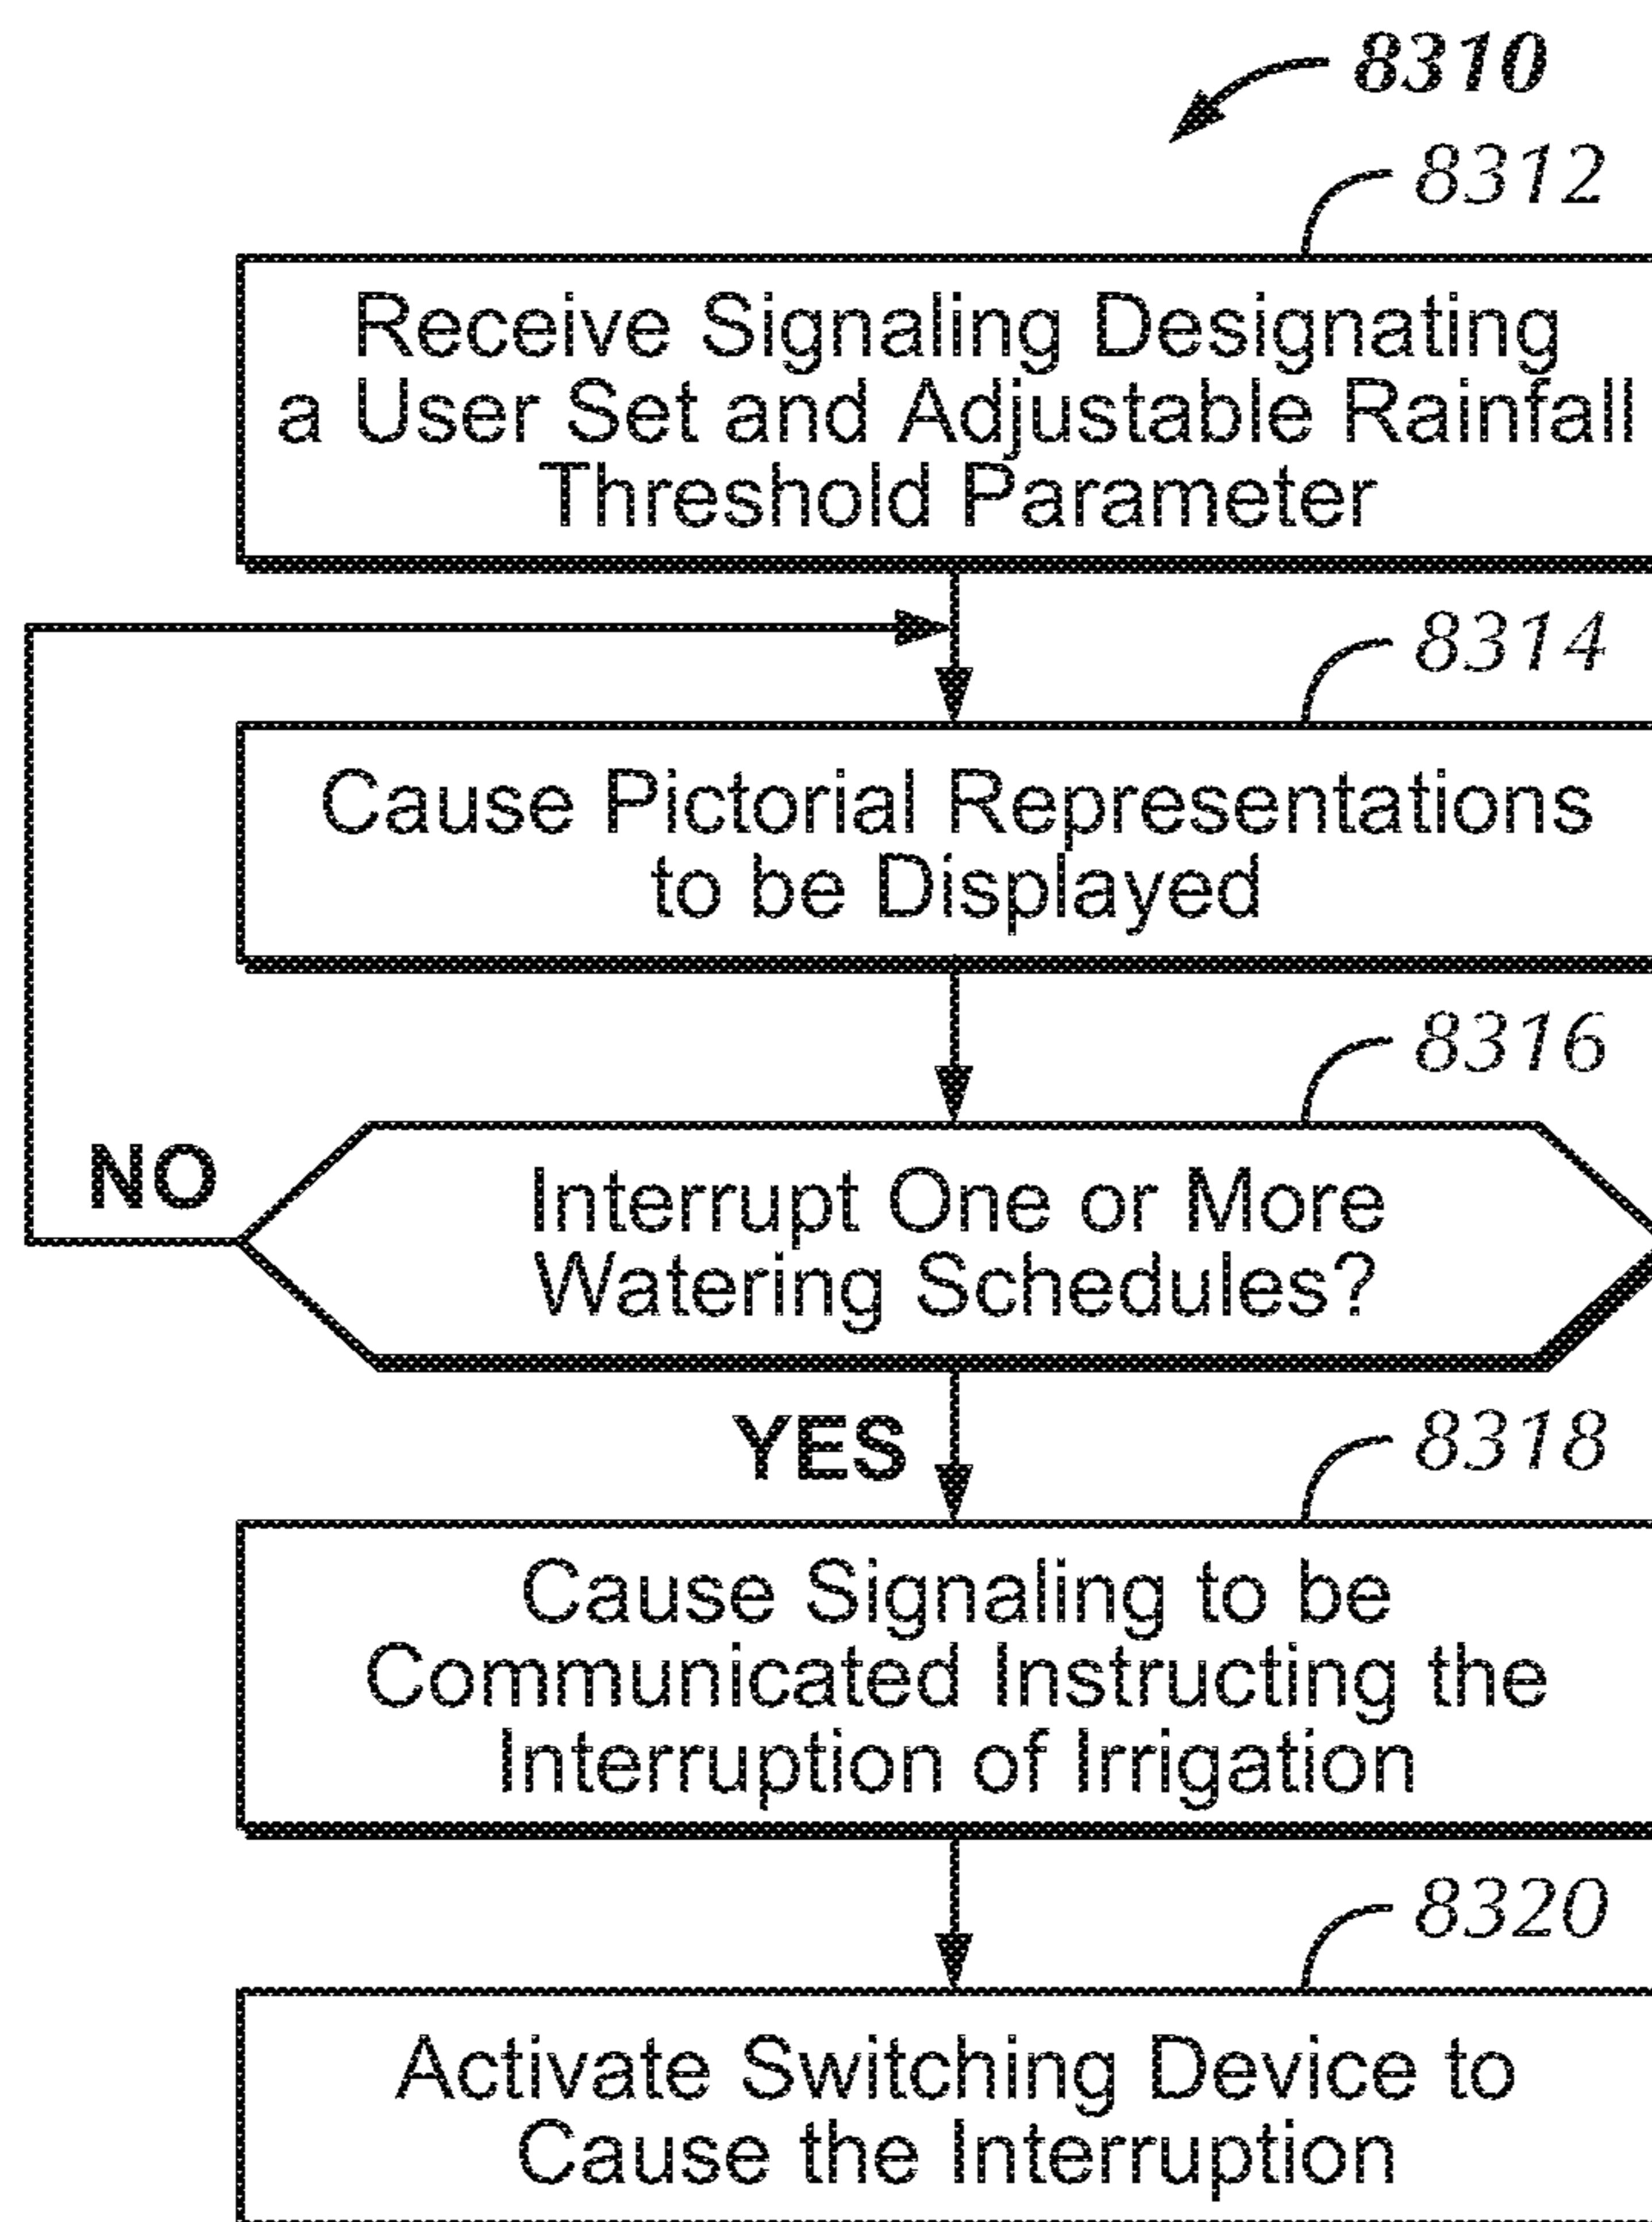 8310
8312
Receive Signaling Designating
a User Set and Adjustable Rainfall
Threshold Parameter
8314
Cause Pictorial Representations
to be Displayed
8316
NO
Interrupt One or More
Watering Schedules?
YES
8318
Cause Signaling to be
Communicated Instructing the
Interruption of Irrigation
8320
Activate Switching Device to
Cause the Interruption